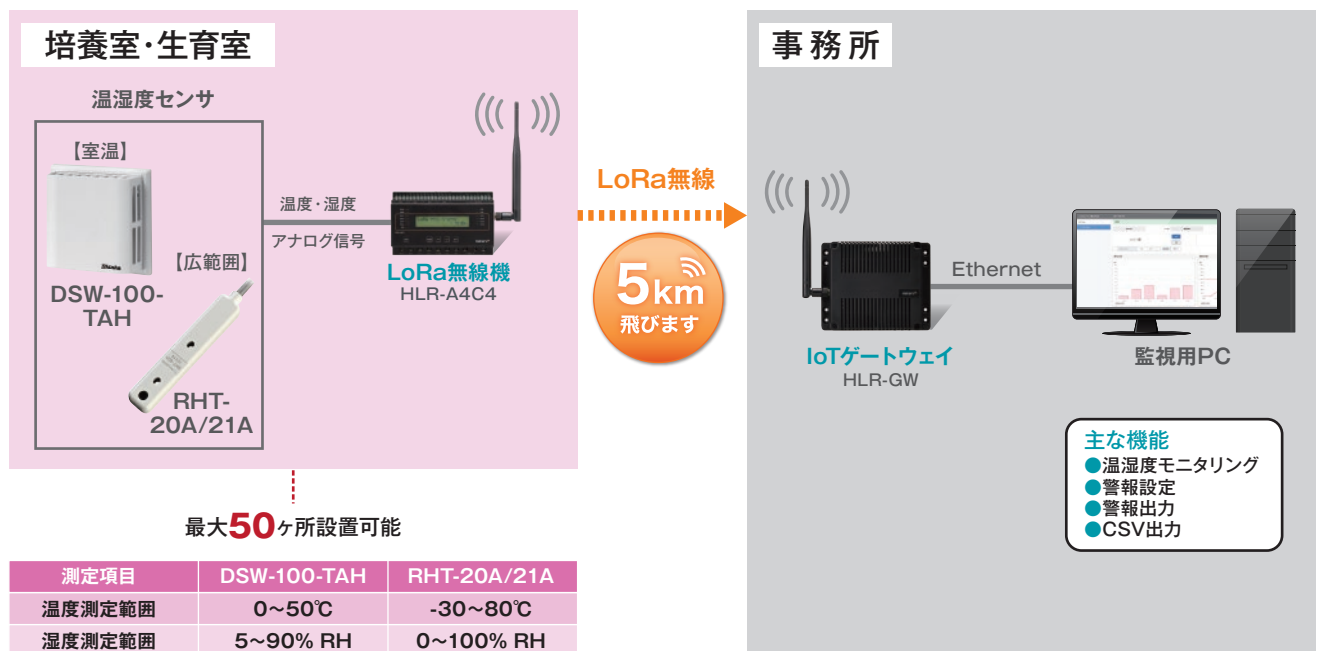 培養室・生育室
温湿度センサ
【室温】
DSW-100-
TAH
【広範囲】
RHT-
20A/21A
温度・湿度
アナログ信号
LoRa無線機
HLR-A4C4
LoRa無線
5km
飛びます
事務所
IoTゲートウェイ
HLR-GW
Ethernet
監視用PC
主な機能
●温湿度モニタリング
●警報設定
●警報出力
●CSV出力
最大50ヶ所設置可能
測定項目 DSW-100-TAH RHT-20A/21A
温度測定範囲 0~50℃ -30~80℃
湿度測定範囲 5~90% RH 0~100% RH